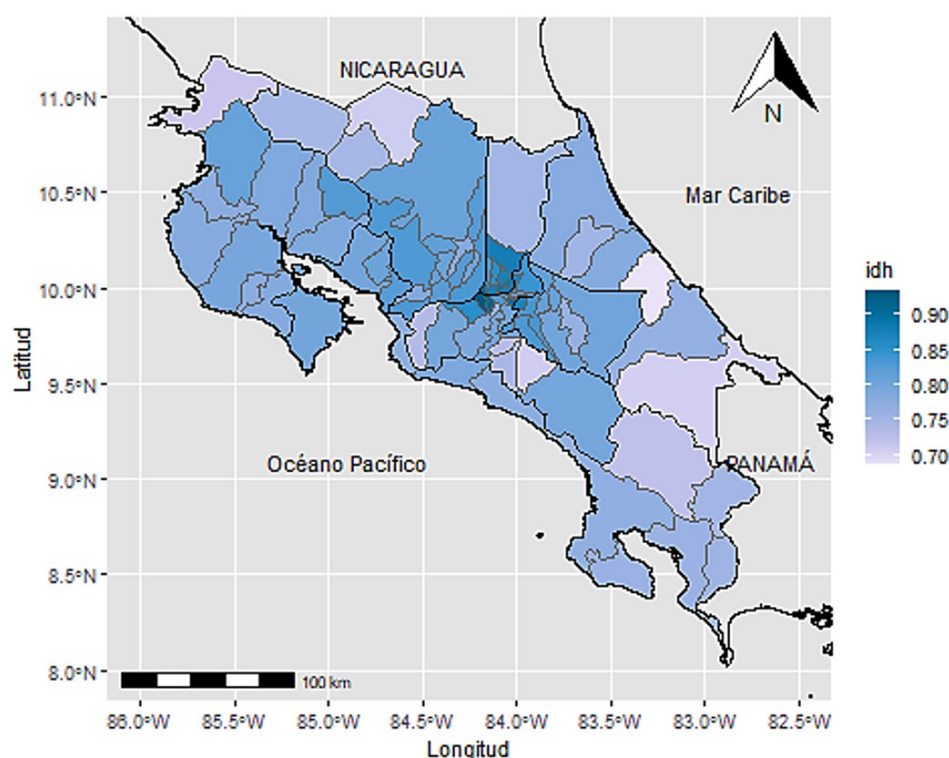 NICARAGUA
N
Mar Caribe
Océano Pacífico
PANAMÁ
100 km
Latitud
11.0°N
10.5°N
10.0°N
9.5°N
9.0°N
8.5°N
8.0°N
86.0°W 85.5°W 85.0°W 84.5°W 84.0°W 83.5°W 83.0°W 82.5°W
Longitud
idh
0.90
0.85
0.80
0.75
0.70